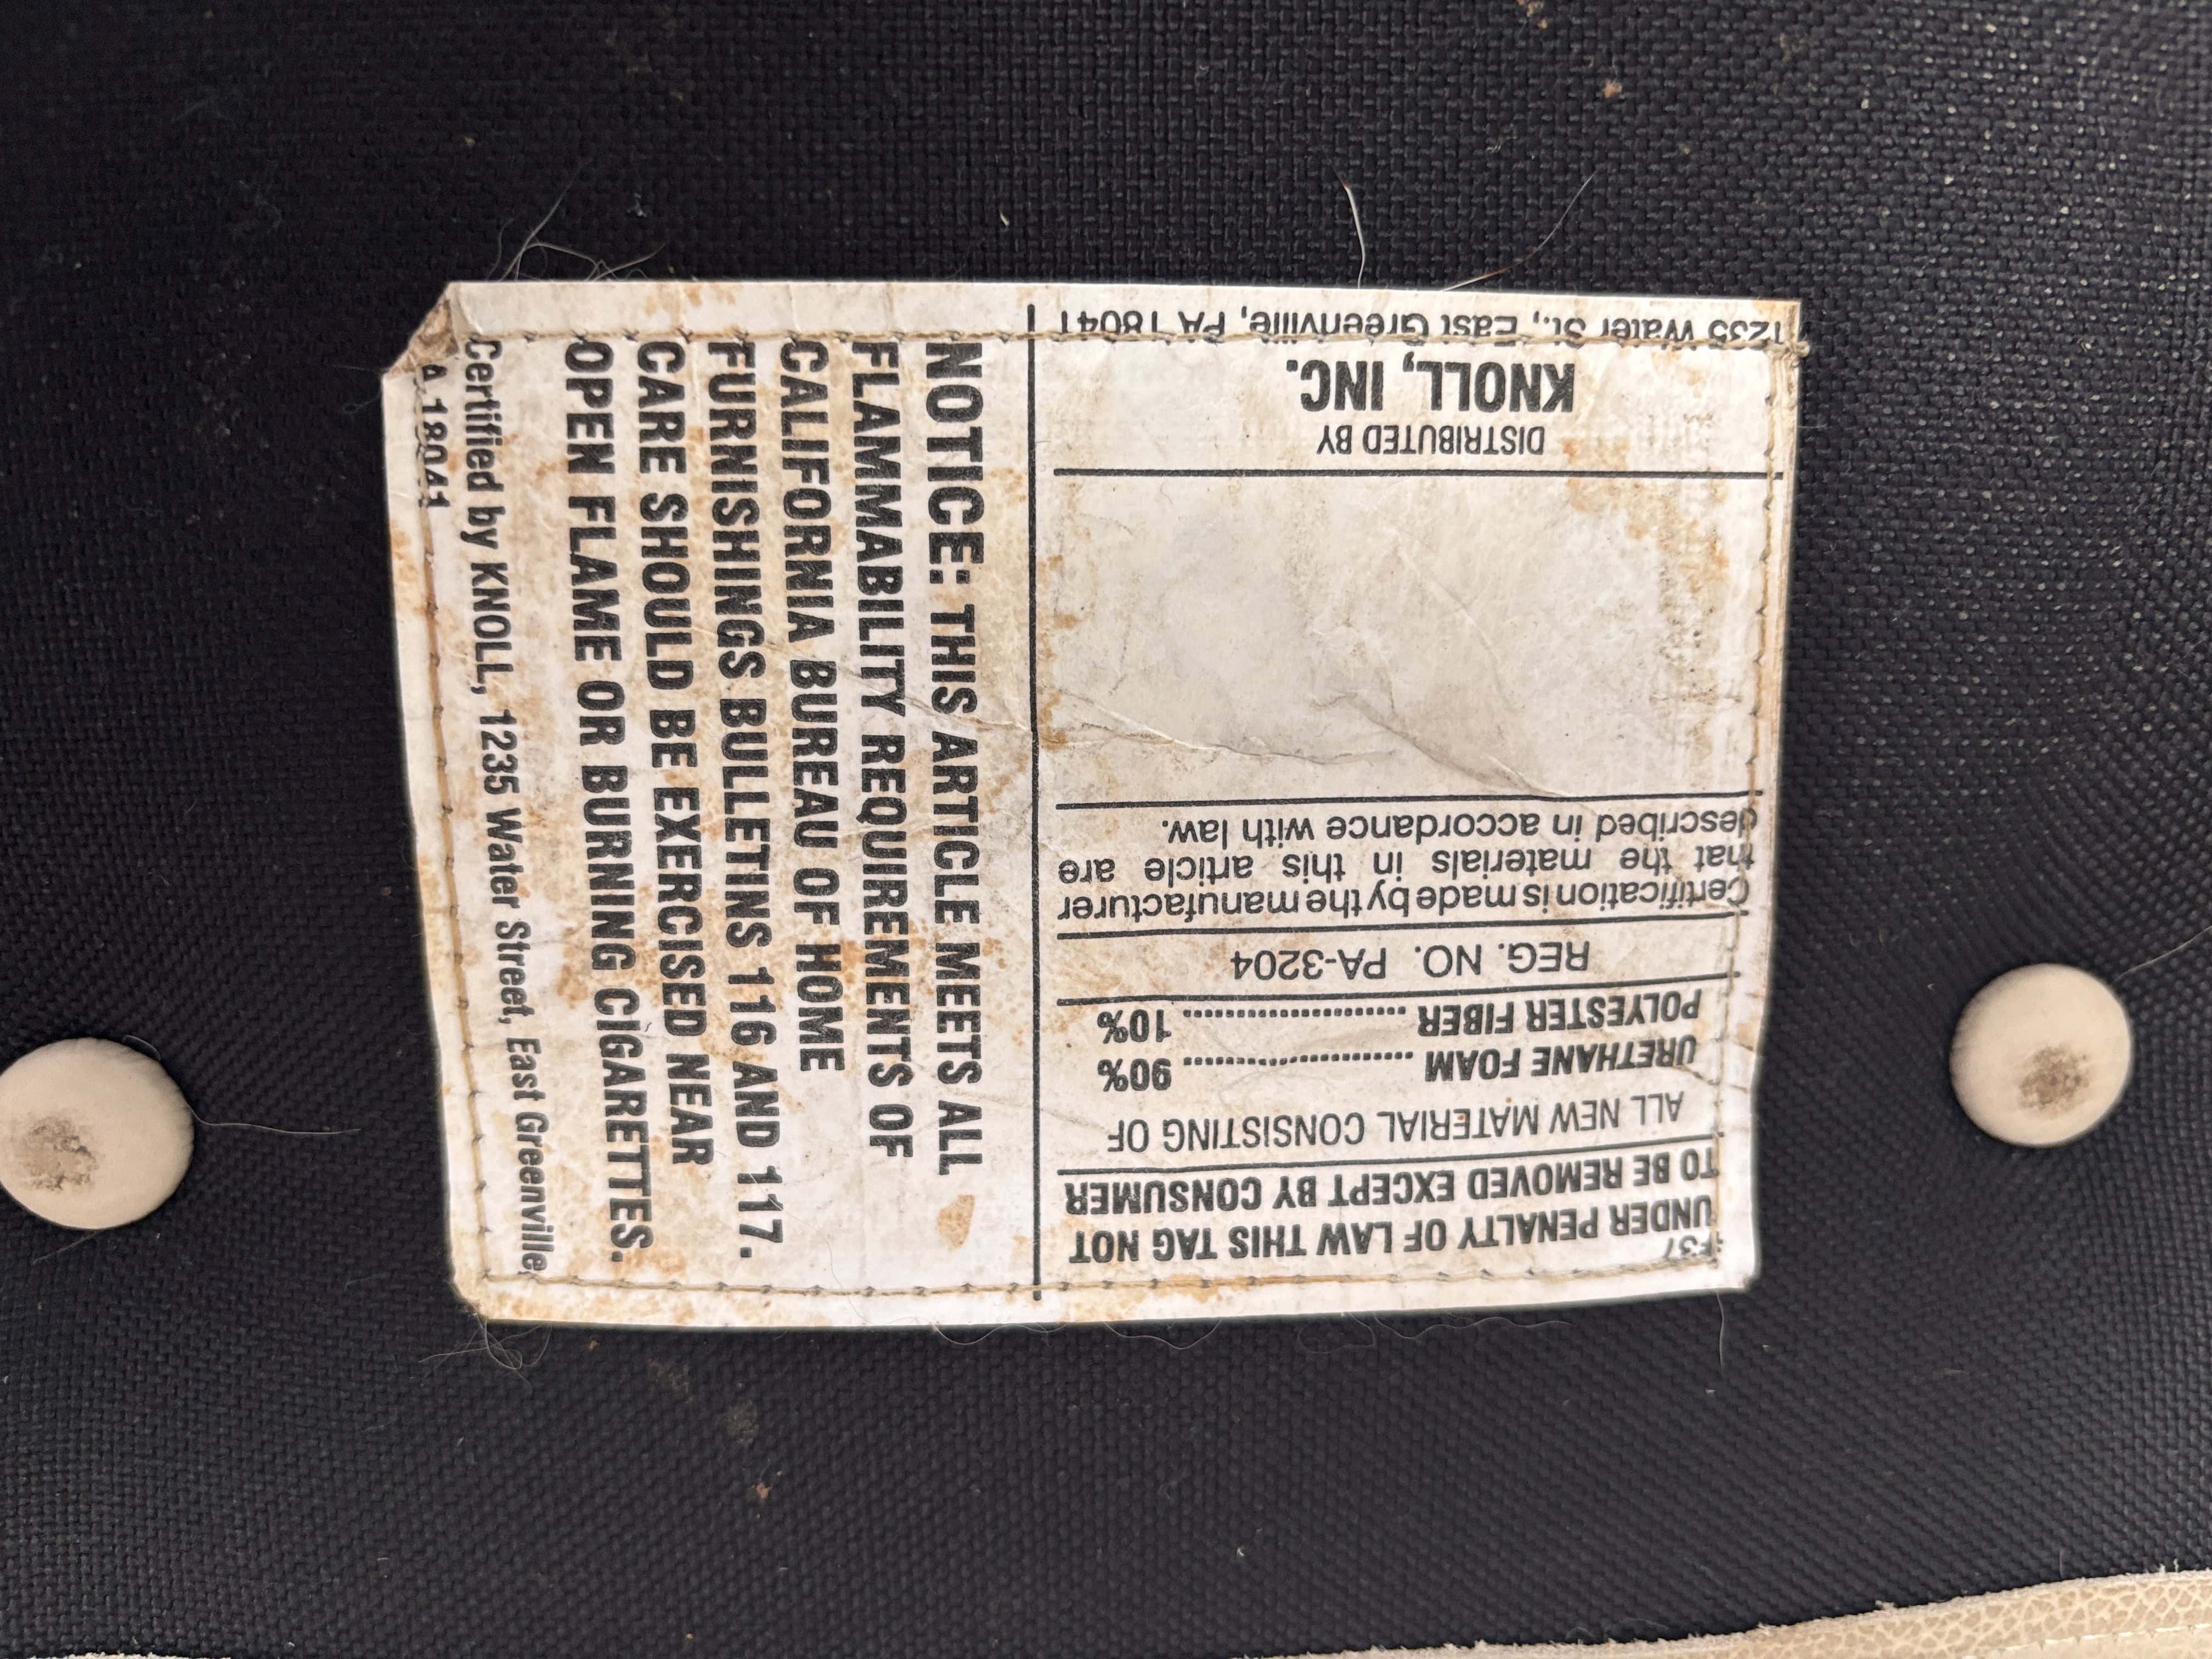 #F37
UNDER PENALTY OF LAW THIS TAG NOT
TO BE REMOVED EXCEPT BY CONSUMER
ALL NEW MATERIAL CONSISTING OF
URETHANE FOAM .................... 90%
POLYESTER FIBER .................... 10%
REG. NO. PA-3204
Certification is made by the manufacturer
that the materials in this article are
described in accordance with law.
DISTRIBUTED BY
KNOLL, INC.
1235 Water St., East Greenville, PA 18041
NOTICE: THIS ARTICLE MEETS ALL
FLAMMABILITY REQUIREMENTS OF
CALIFORNIA BUREAU OF HOME
FURNISHINGS BULLETINS 116 AND 117.
CARE SHOULD BE EXERCISED NEAR
OPEN FLAME OR BURNING CIGARETTES.
Certified by KNOLL, 1235 Water Street, East Greenville,
18041